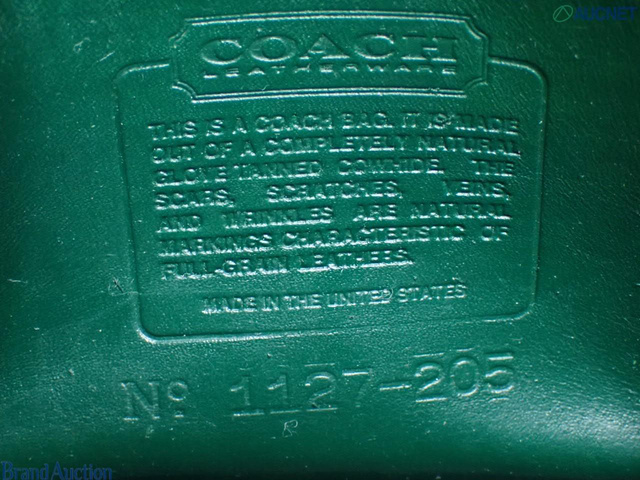 COACH
LEATHERWARE
THIS IS A COACH BAG. IT IS MADE
OUT OF A COMPLETELY NATURAL
GLOVE TANNED COWHIDE. THE
SCARS, SCRATCHES, VEINS,
AND WRINKLES ARE NATURAL
MARKINGS CHARACTERISTIC OF
FULL-GRAIN LEATHERS.
MADE IN THE UNITED STATES
Nº 1127-205
Brand Auction